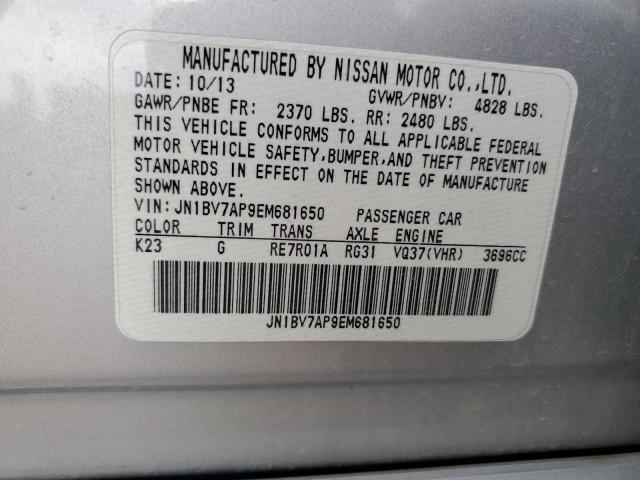 MANUFACTURED BY NISSAN MOTOR CO.,LTD.
DATE: 10/13 GVWR/PNBV: 4828 LBS.
GAWR/PNBE FR: 2370 LBS. RR: 2480 LBS.
THIS VEHICLE CONFORMS TO ALL APPLICABLE FEDERAL
MOTOR VEHICLE SAFETY,BUMPER,AND THEFT PREVENTION
STANDARDS IN EFFECT ON THE DATE OF MANUFACTURE
SHOWN ABOVE.
VIN: JN1BV7AP9EM681650 PASSENGER CAR
COLOR TRIM TRANS AXLE ENGINE
K23 G RE7R01A RG31 VQ37(VHR) 3696CC
JN1BV7AP9EM681650